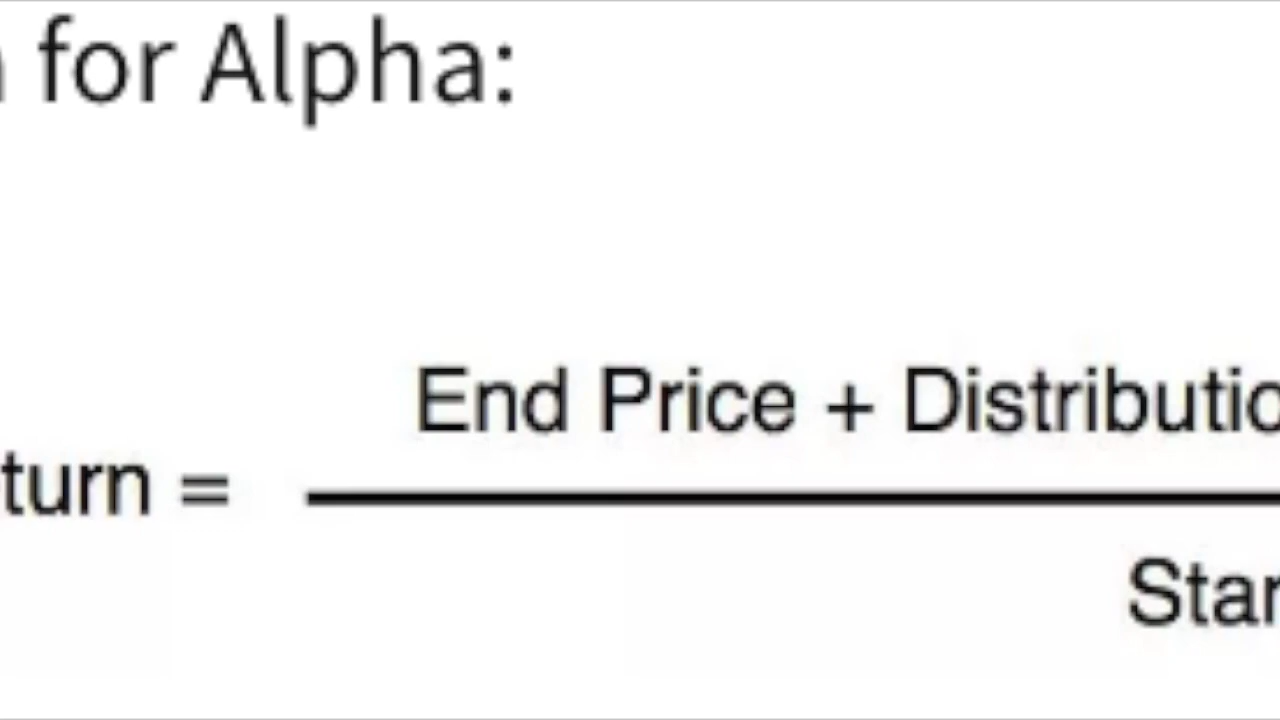 for Alpha:
End Price + Distributio
turn =
Star